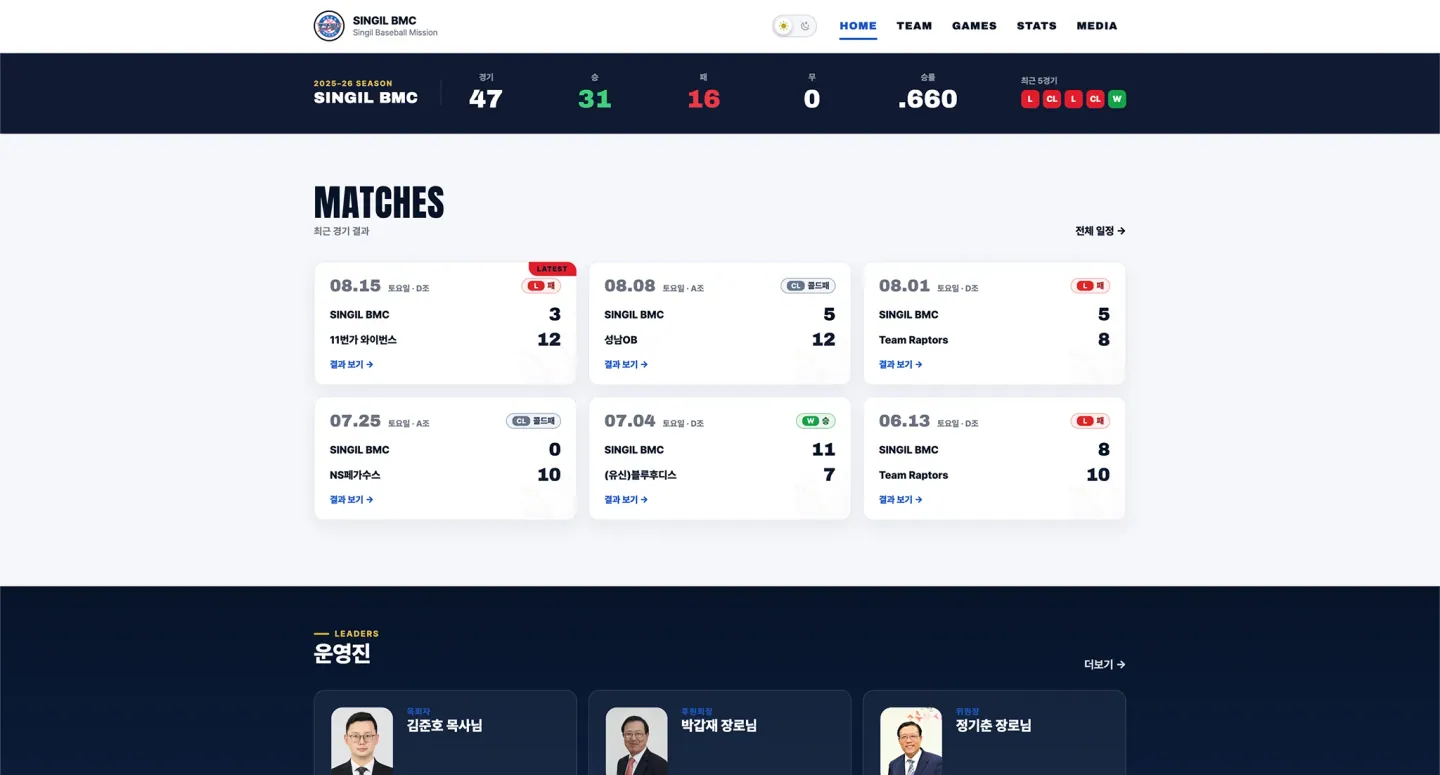 SINGIL BMC
Singil Baseball Mission
HOME TEAM GAMES STATS MEDIA
2025-26 SEASON
SINGIL BMC
경기
47
승
31
패
16
무
0
승률
.660
최근 5경기
L CL L CL W
MATCHES
최근 경기 결과
전체 일정 →
LATEST
08.15 토요일 · D조 L 패
SINGIL BMC 3
11번가 와이번스 12
결과 보기 →
08.08 토요일 · A조 CL 콜드패
SINGIL BMC 5
성남OB 12
결과 보기 →
08.01 토요일 · D조 L 패
SINGIL BMC 5
Team Raptors 8
결과 보기 →
07.25 토요일 · A조 CL 콜드패
SINGIL BMC 0
NS페가수스 10
결과 보기 →
07.04 토요일 · D조 W 승
SINGIL BMC 11
(유신)블루후디스 7
결과 보기 →
06.13 토요일 · D조 L 패
SINGIL BMC 8
Team Raptors 10
결과 보기 →
LEADERS
운영진
더보기 →
김준호 목사님
후원회장
박갑재 장로님
위원장
정기춘 장로님